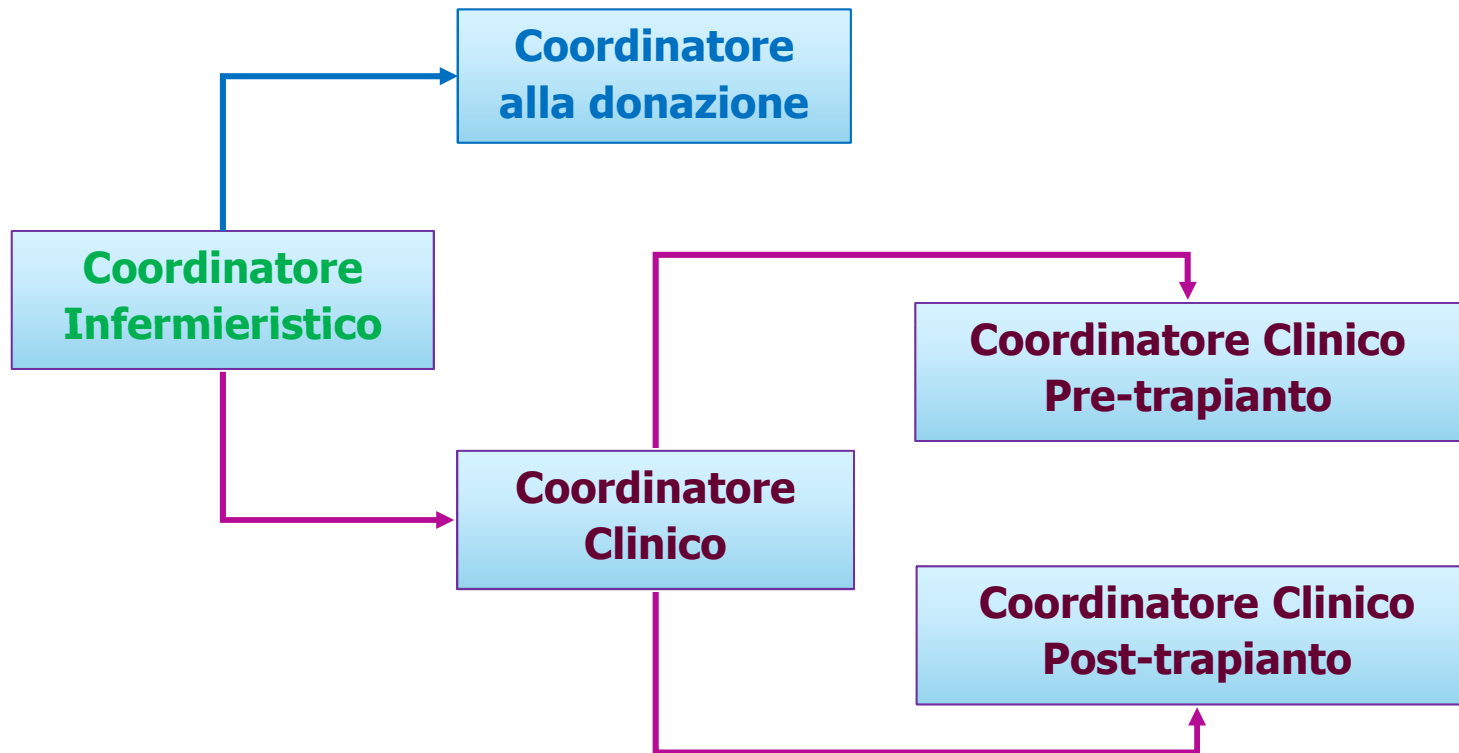 Coordinatore
alla donazione
Coordinatore
Infermieristico
Coordinatore Clinico
Pre-trapianto
Coordinatore
Clinico
Coordinatore Clinico
Post-trapianto